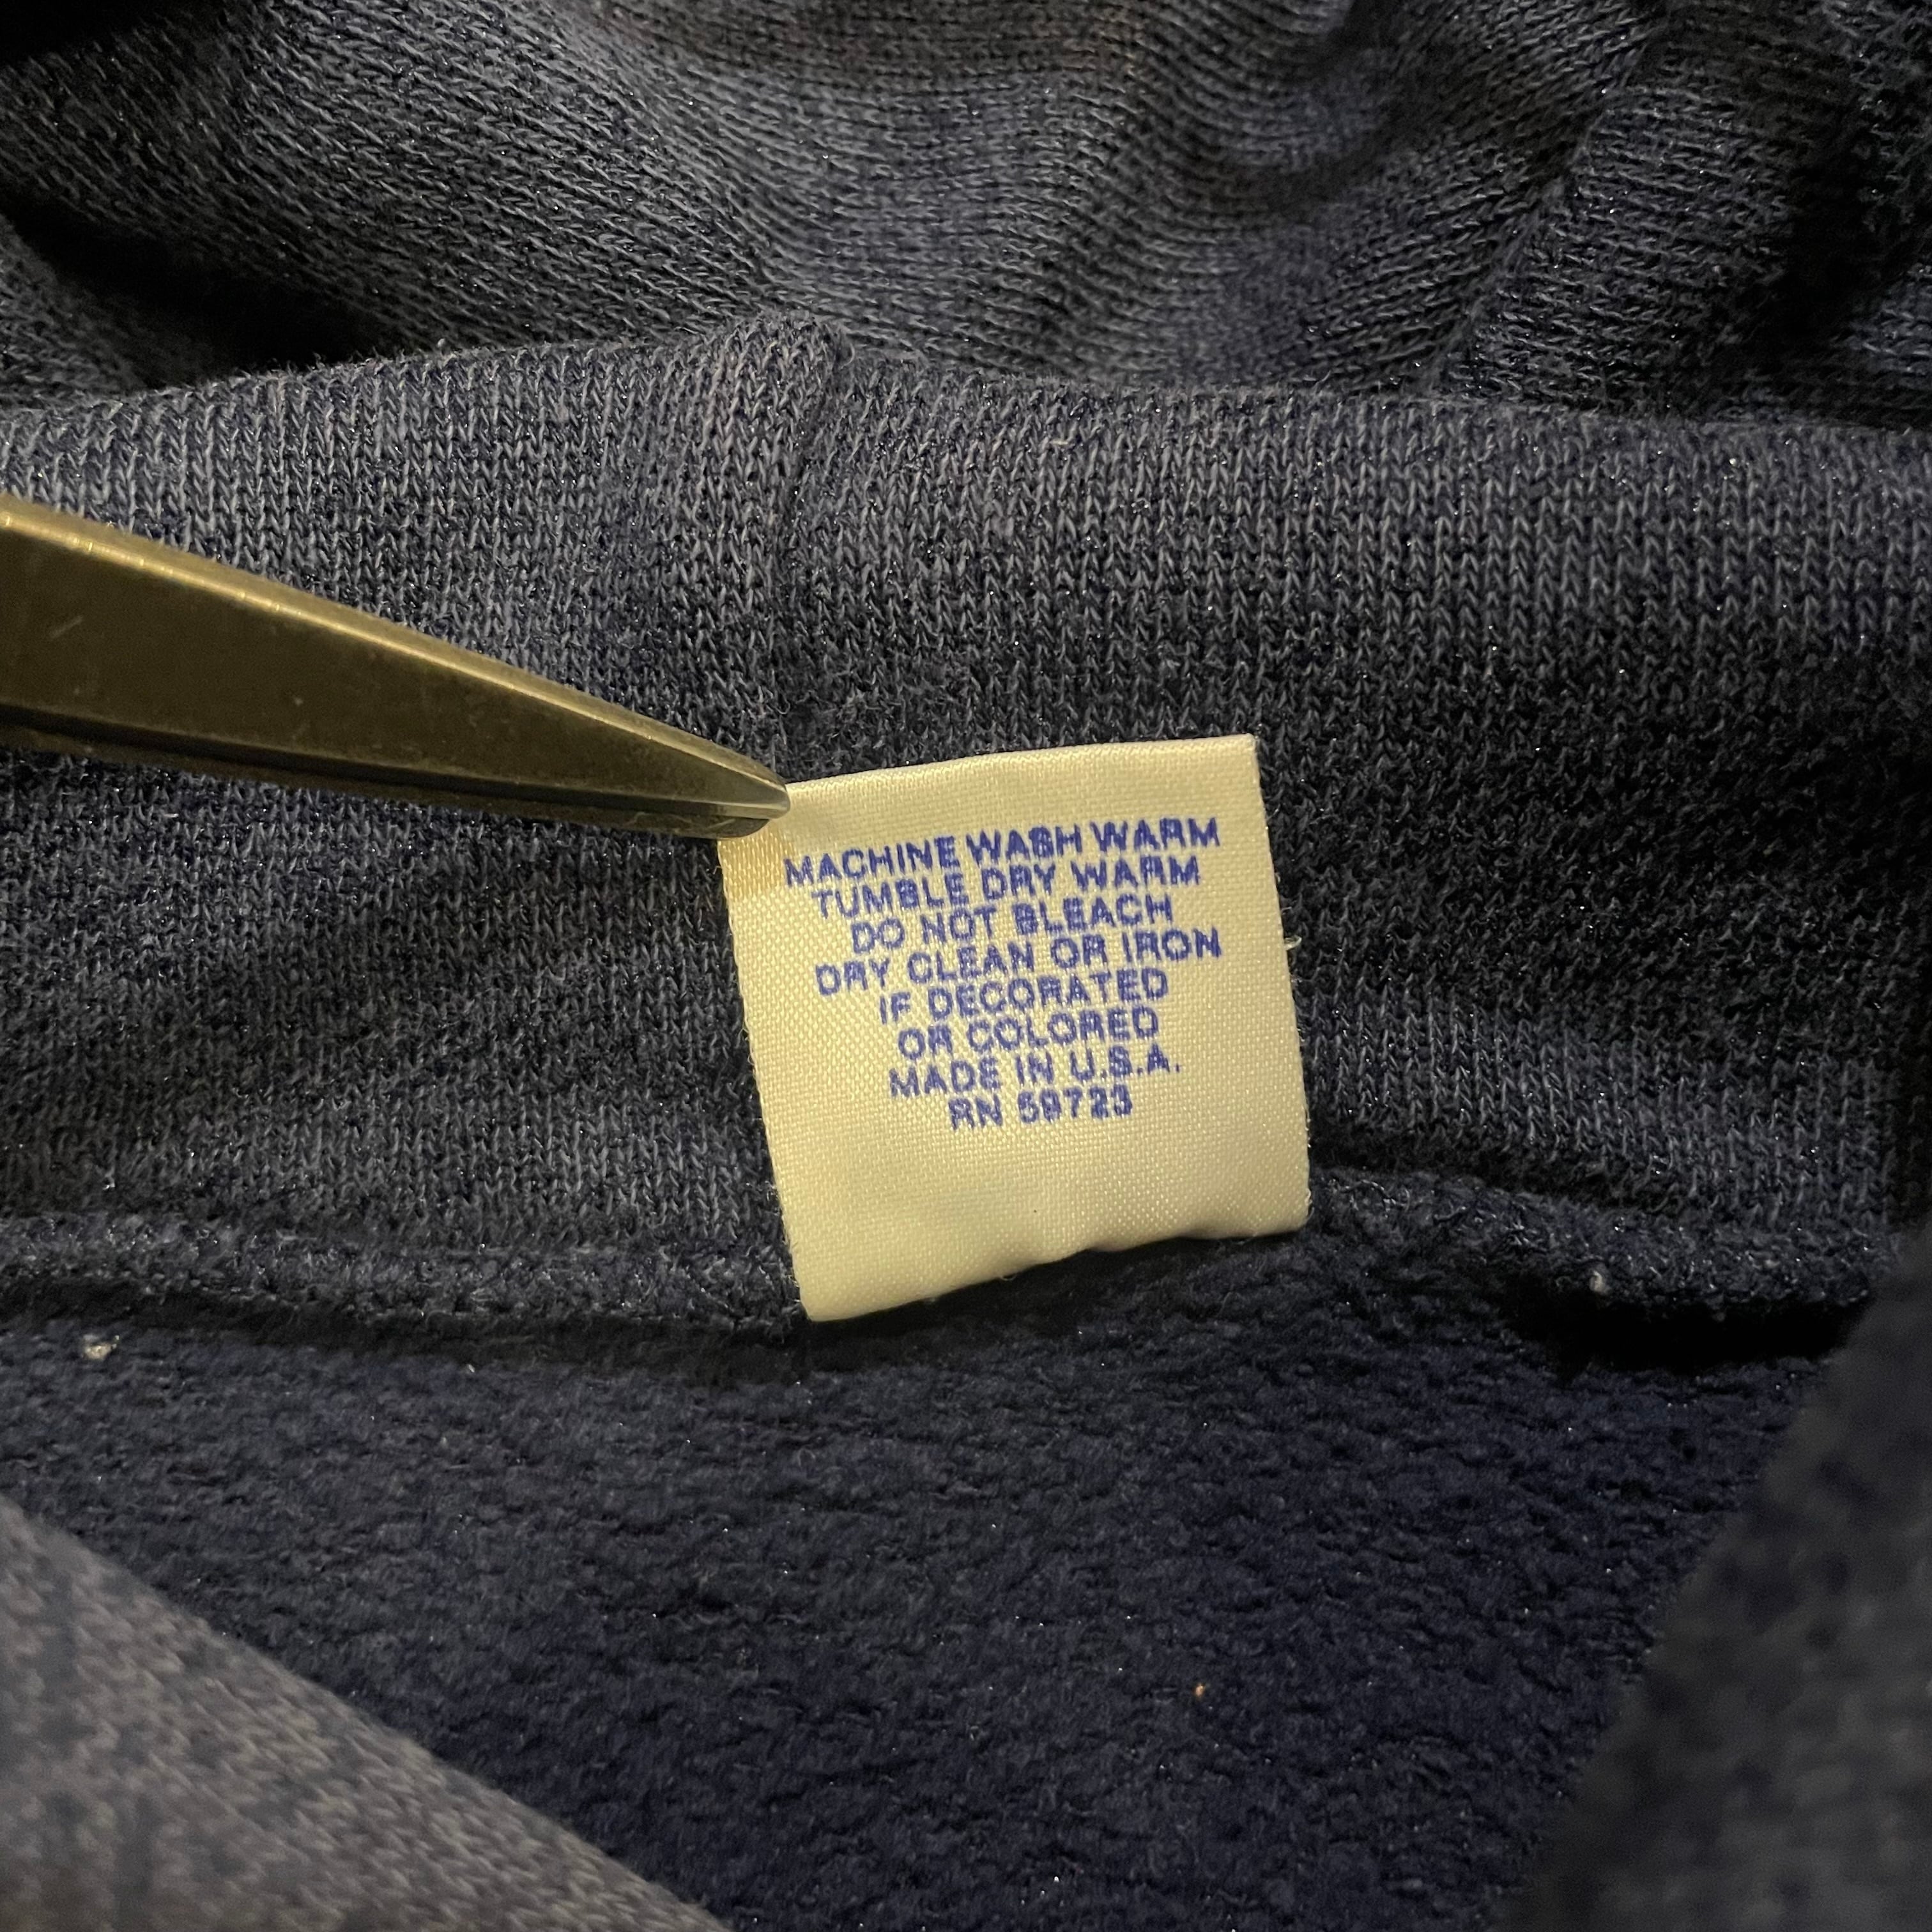 MACHINE WASH WARM
TUMBLE DRY WARM
DO NOT BLEACH
DRY CLEAN OR IRON
IF DECORATED
OR COLORED
MADE IN U.S.A.
RN 59723